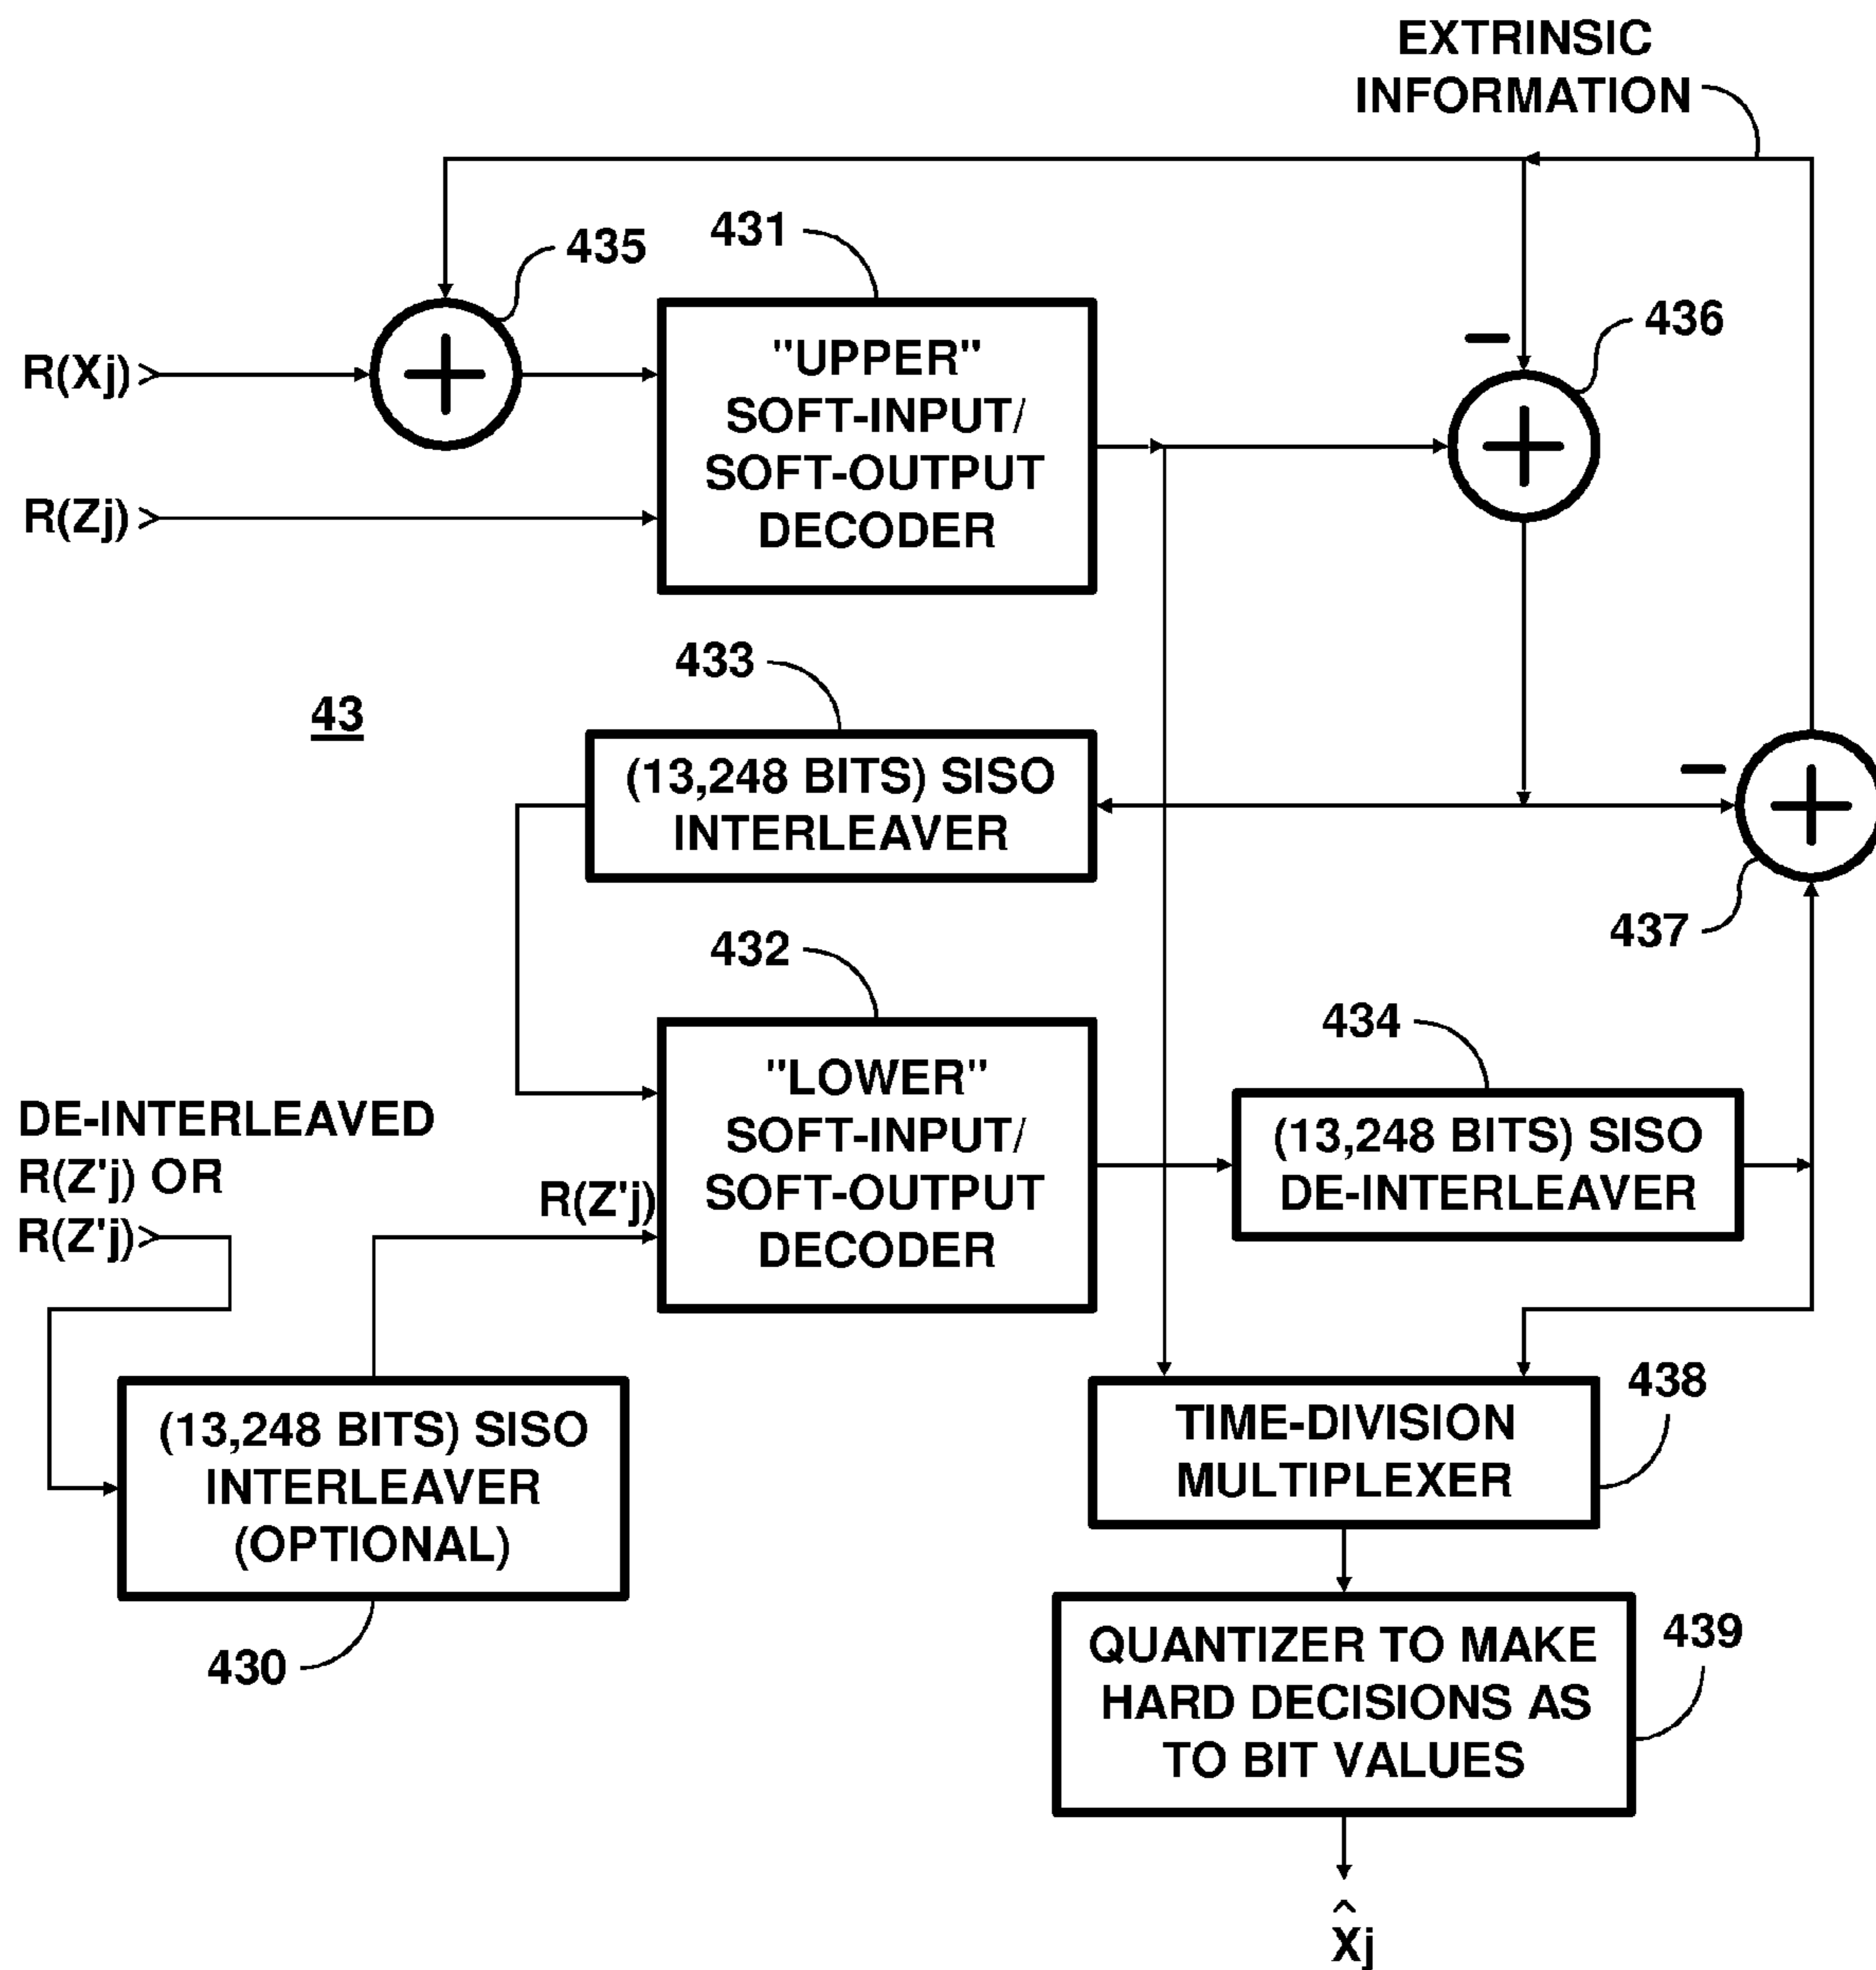 EXTRINSIC
INFORMATION
435
431
436
R(Xj)
"UPPER"
SOFT-INPUT/
SOFT-OUTPUT
DECODER
R(Zj)
433
43
(13,248 BITS) SISO
INTERLEAVER
437
432
434
"LOWER"
SOFT-INPUT/
SOFT-OUTPUT
DECODER
(13,248 BITS) SISO
DE-INTERLEAVER
DE-INTERLEAVED
R(Z'j) OR
R(Z'j)
R(Z'j)
438
(13,248 BITS) SISO
INTERLEAVER
(OPTIONAL)
TIME-DIVISION
MULTIPLEXER
430
439
QUANTIZER TO MAKE
HARD DECISIONS AS
TO BIT VALUES
X̂j